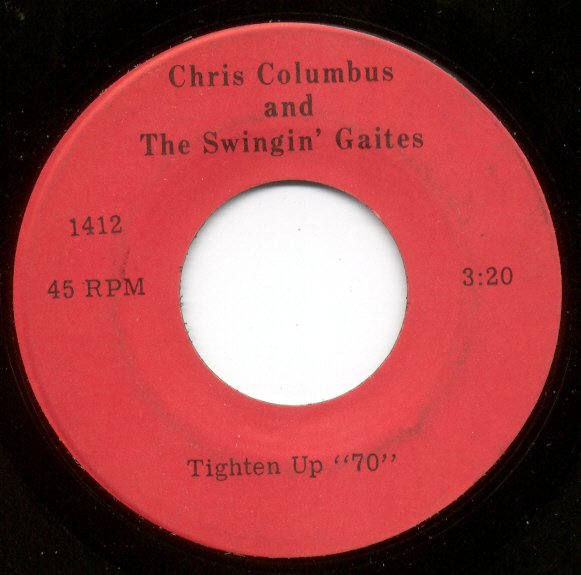 Chris Columbus
and
The Swingin' Gaites
1412
45 RPM
3:20
Tighten Up "70"